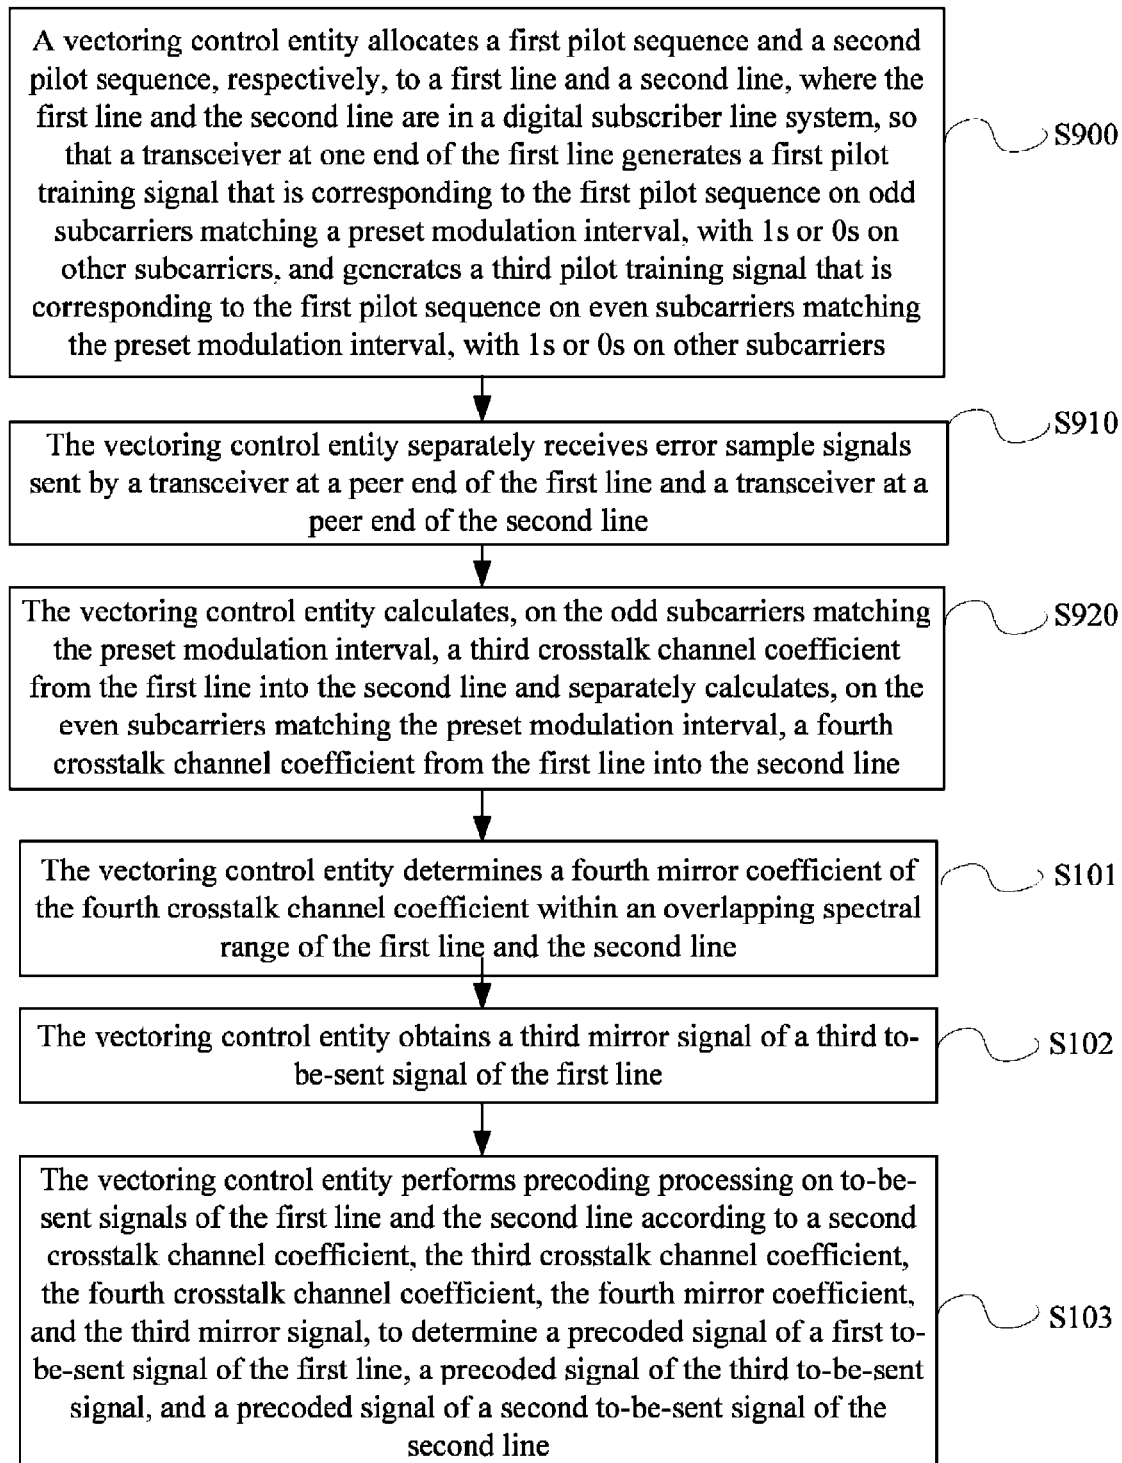 A vectoring control entity allocates a first pilot sequence and a second
pilot sequence, respectively, to a first line and a second line, where the
first line and the second line are in a digital subscriber line system, so
that a transceiver at one end of the first line generates a first pilot
training signal that is corresponding to the first pilot sequence on odd
subcarriers matching a preset modulation interval, with 1s or 0s on
other subcarriers, and generates a third pilot training signal that is
corresponding to the first pilot sequence on even subcarriers matching
the preset modulation interval, with 1s or 0s on other subcarriers
S900
The vectoring control entity separately receives error sample signals
sent by a transceiver at a peer end of the first line and a transceiver at a
peer end of the second line
S910
The vectoring control entity calculates, on the odd subcarriers matching
the preset modulation interval, a third crosstalk channel coefficient
from the first line into the second line and separately calculates, on the
even subcarriers matching the preset modulation interval, a fourth
crosstalk channel coefficient from the first line into the second line
S920
The vectoring control entity determines a fourth mirror coefficient of
the fourth crosstalk channel coefficient within an overlapping spectral
range of the first line and the second line
S101
The vectoring control entity obtains a third mirror signal of a third to-
be-sent signal of the first line
S102
The vectoring control entity performs precoding processing on to-be-
sent signals of the first line and the second line according to a second
crosstalk channel coefficient, the third crosstalk channel coefficient,
the fourth crosstalk channel coefficient, the fourth mirror coefficient,
and the third mirror signal, to determine a precoded signal of a first to-
be-sent signal of the first line, a precoded signal of the third to-be-sent
signal, and a precoded signal of a second to-be-sent signal of the
second line
S103